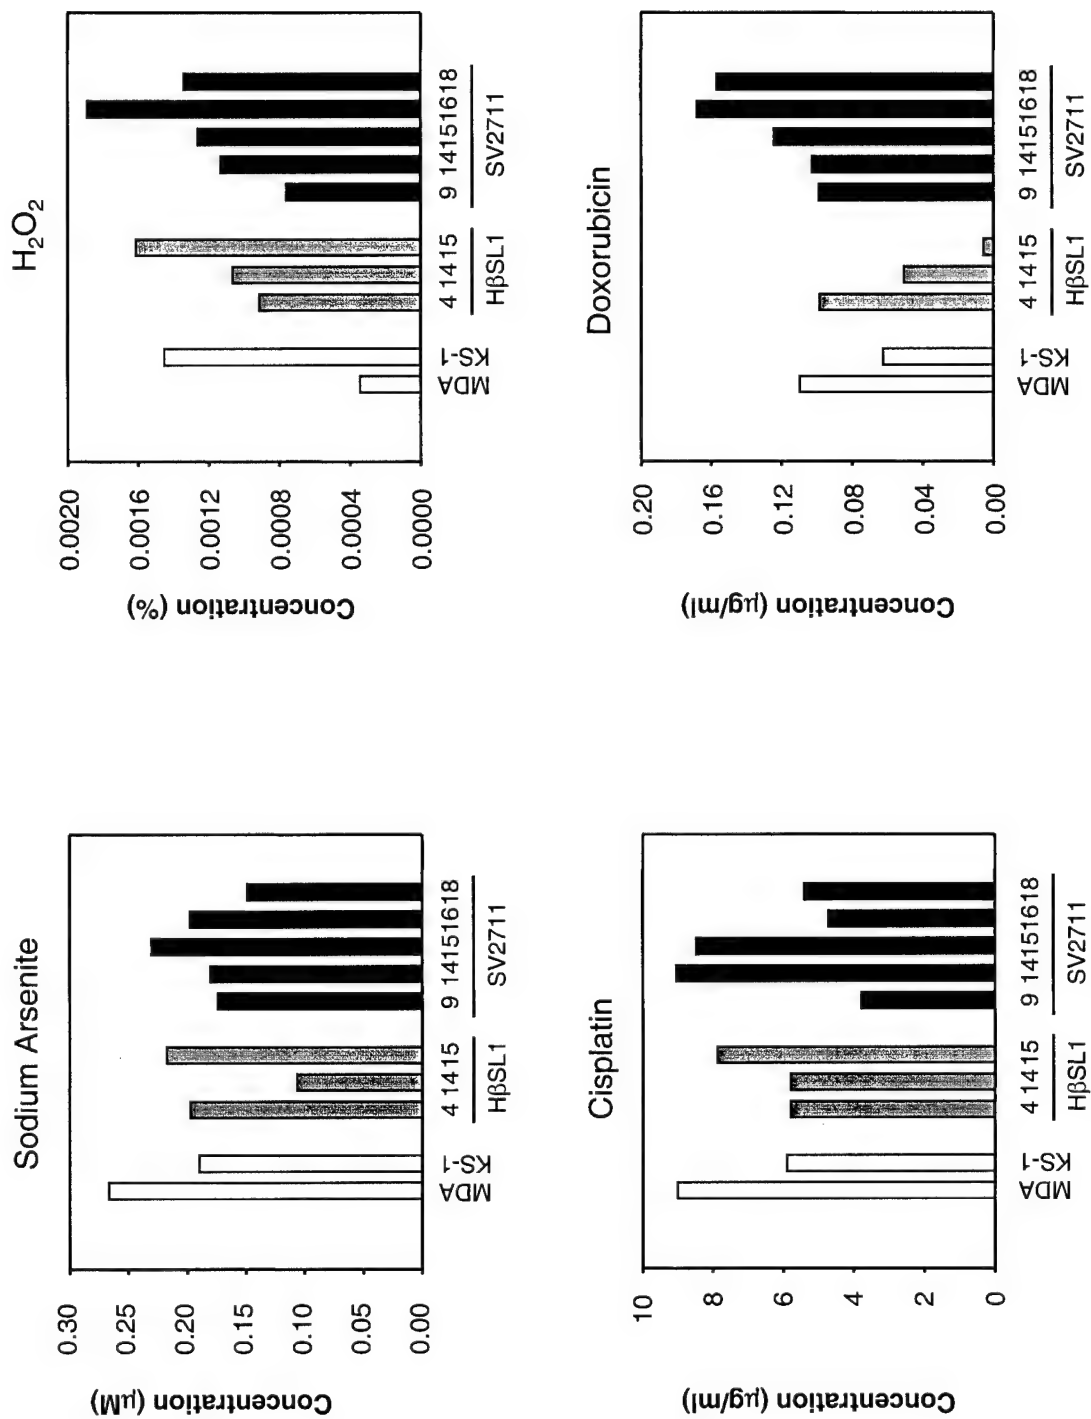 Sodium Arsenite
Concentration (μM)
0.30
0.25
0.20
0.15
0.10
0.05
0.00
MDA
KS-1
4 1415
HβSL1
9 14151618
SV2711
H₂O₂
Concentration (%)
0.0020
0.0016
0.0012
0.0008
0.0004
0.0000
MDA
KS-1
4 1415
HβSL1
9 14151618
SV2711
Cisplatin
Concentration (μg/ml)
10
8
6
4
2
0
MDA
KS-1
4 1415
HβSL1
9 14151618
SV2711
Doxorubicin
Concentration (μg/ml)
0.20
0.16
0.12
0.08
0.04
0.00
MDA
KS-1
4 1415
HβSL1
9 14151618
SV2711